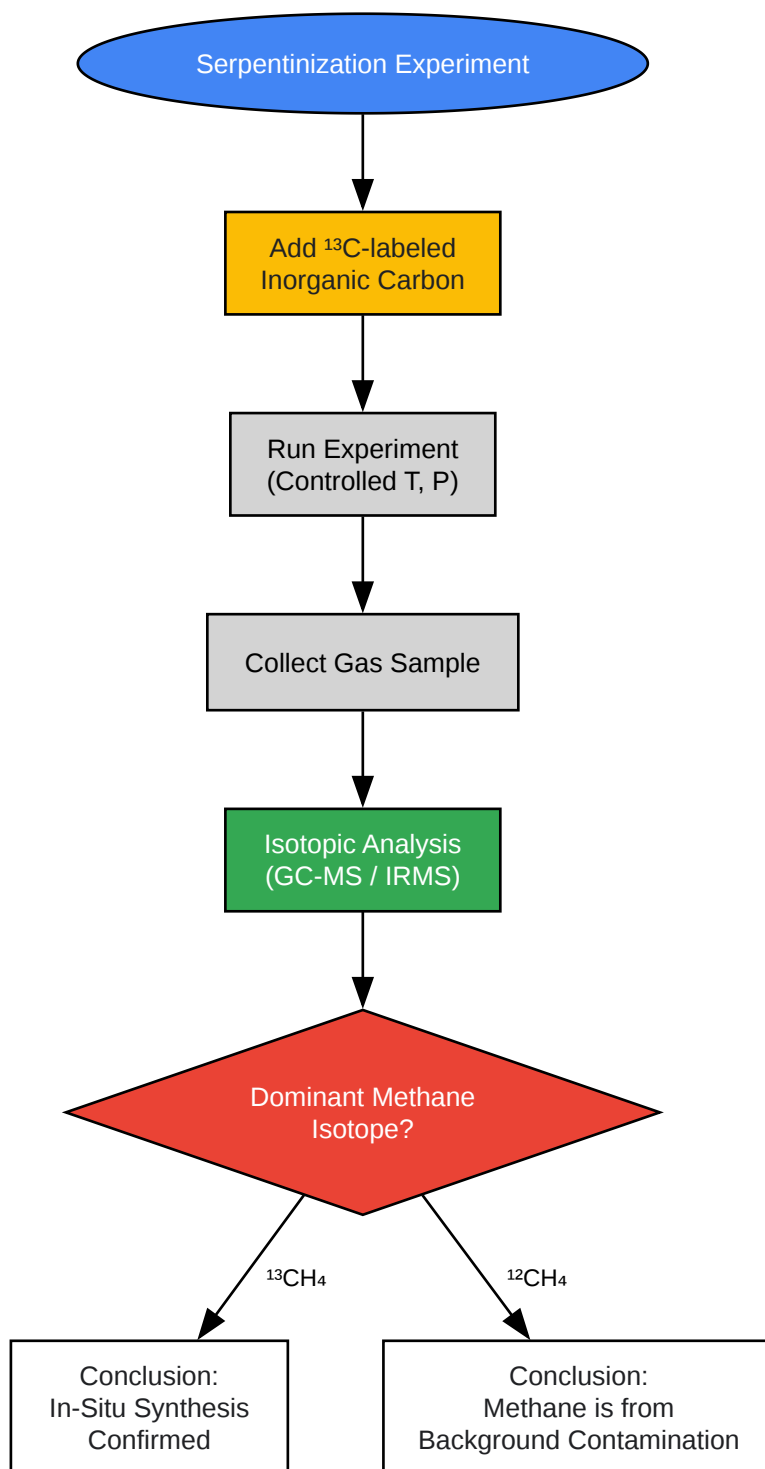 Serpentinization Experiment
Add ¹³C-labeled
Inorganic Carbon
Run Experiment
(Controlled T, P)
Collect Gas Sample
Isotopic Analysis
(GC-MS / IRMS)
Dominant Methane
Isotope?
¹³CH₄
¹²CH₄
Conclusion:
In-Situ Synthesis
Confirmed
Conclusion:
Methane is from
Background Contamination